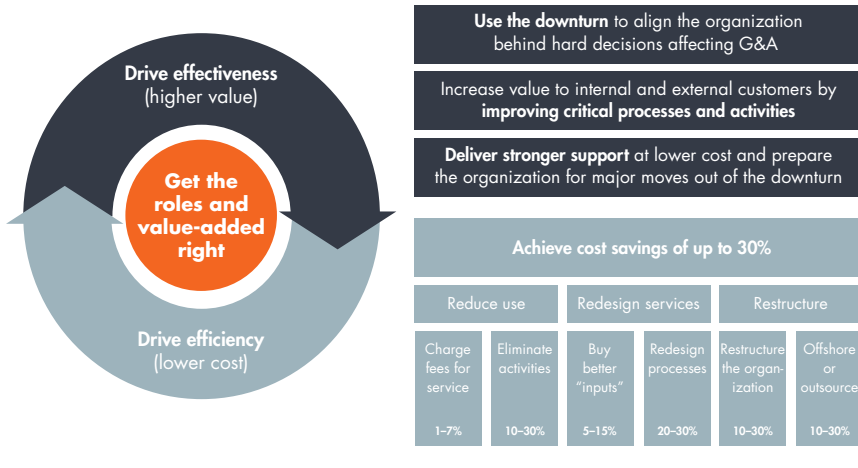 Drive effectiveness
(higher value)
Get the
roles and
value-added
right
Drive efficiency
(lower cost)
Use the downturn to align the organization
behind hard decisions affecting G&A
Increase value to internal and external customers by
improving critical processes and activities
Deliver stronger support at lower cost and prepare
the organization for major moves out of the downturn
Achieve cost savings of up to 30%
Reduce use
Redesign services
Restructure
Charge
fees for
service
1–7%
Eliminate
activities
10–30%
Buy
better
“inputs”
5–15%
Redesign
processes
20–30%
Restructure
the organ-
ization
10–30%
Offshore
or
outsource
10–30%